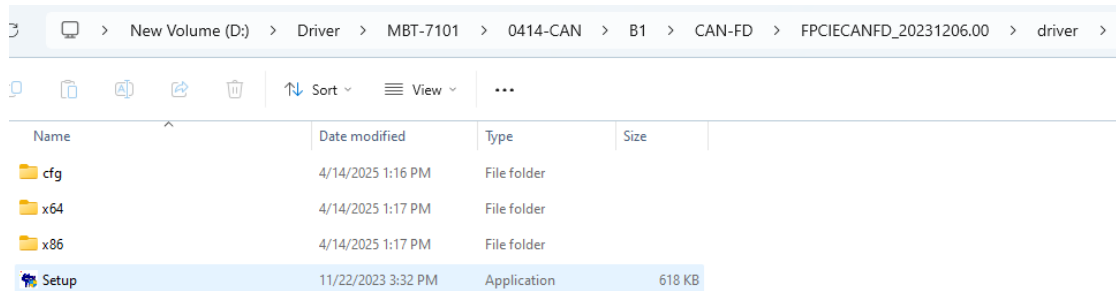 New Volume (D:) > Driver > MBT-7101 > 0414-CAN > B1 > CAN-FD > FPCIECANFD_20231206.00 > driver >
Sort View ...
Name Date modified Type Size
cfg 4/14/2025 1:16 PM File folder
x64 4/14/2025 1:17 PM File folder
x86 4/14/2025 1:17 PM File folder
Setup 11/22/2023 3:32 PM Application 618 KB